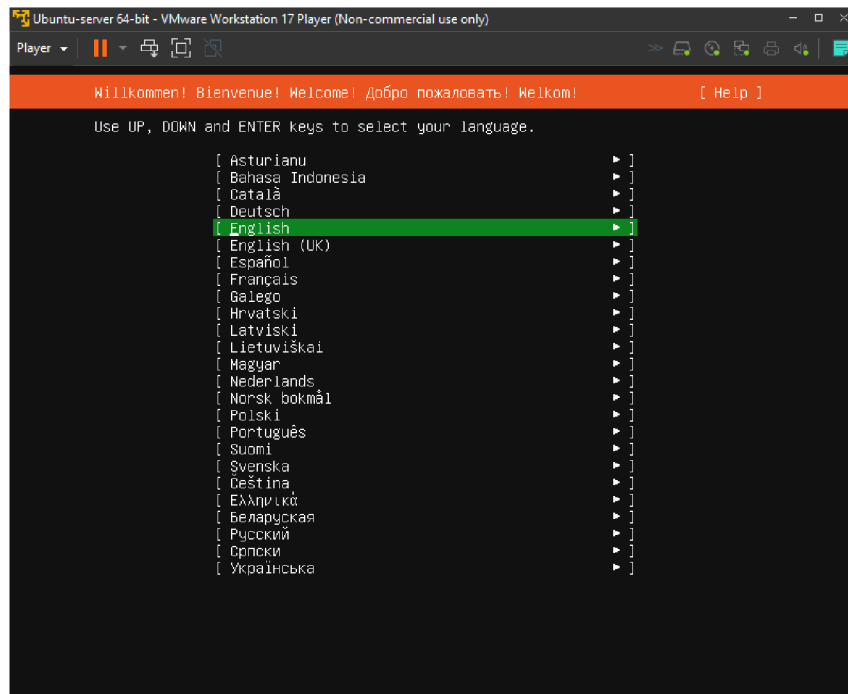 Ubuntu-server 64-bit - VMware Workstation 17 Player (Non-commercial use only)
Player
Willkommen! Bienvenue! Welcome! Добро пожаловать! Welkom! [ Help ]
Use UP, DOWN and ENTER keys to select your language.
[ Asturianu ► ]
[ Bahasa Indonesia ► ]
[ Català ► ]
[ Deutsch ► ]
[ English ► ]
[ English (UK) ► ]
[ Español ► ]
[ Français ► ]
[ Galego ► ]
[ Hrvatski ► ]
[ Latviski ► ]
[ Lietuviškai ► ]
[ Magyar ► ]
[ Nederlands ► ]
[ Norsk bokmål ► ]
[ Polski ► ]
[ Português ► ]
[ Suomi ► ]
[ Svenska ► ]
[ Čeština ► ]
[ Ελληνικά ► ]
[ Беларуская ► ]
[ Русский ► ]
[ Српски ► ]
[ Українська ► ]